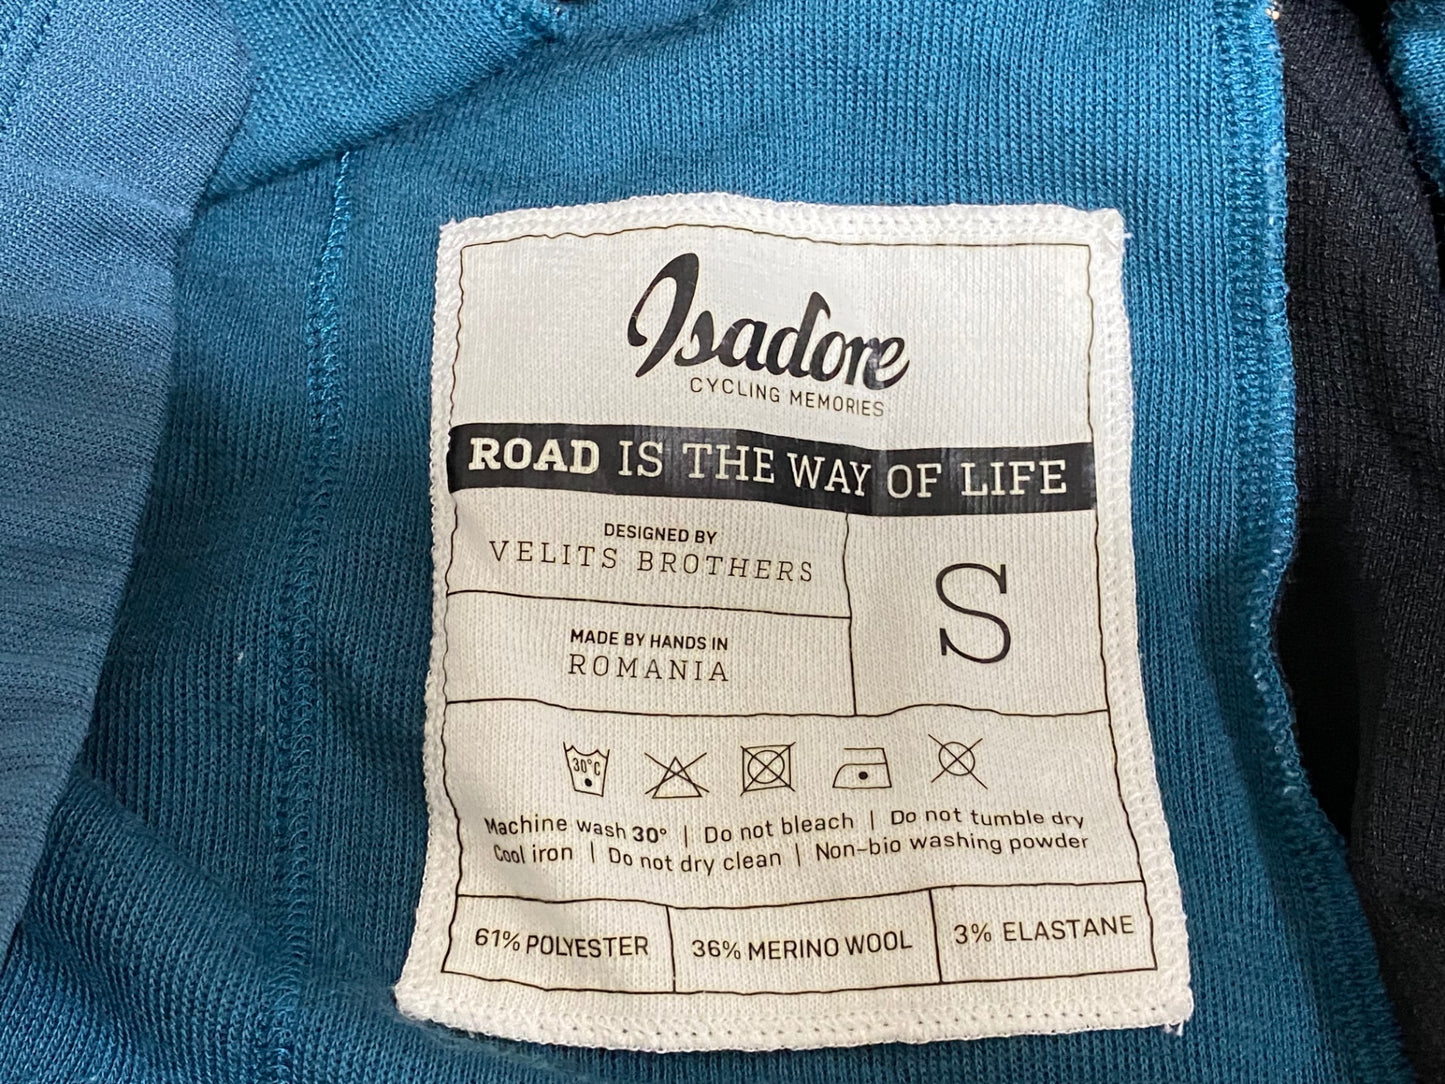 Isadore
CYCLING MEMORIES
ROAD IS THE WAY OF LIFE
DESIGNED BY
VELITS BROTHERS
S
MADE BY HANDS IN
ROMANIA
30°C
Machine wash 30° | Do not bleach | Do not tumble dry
Cool iron | Do not dry clean | Non-bio washing powder
61% POLYESTER
36% MERINO WOOL
3% ELASTANE